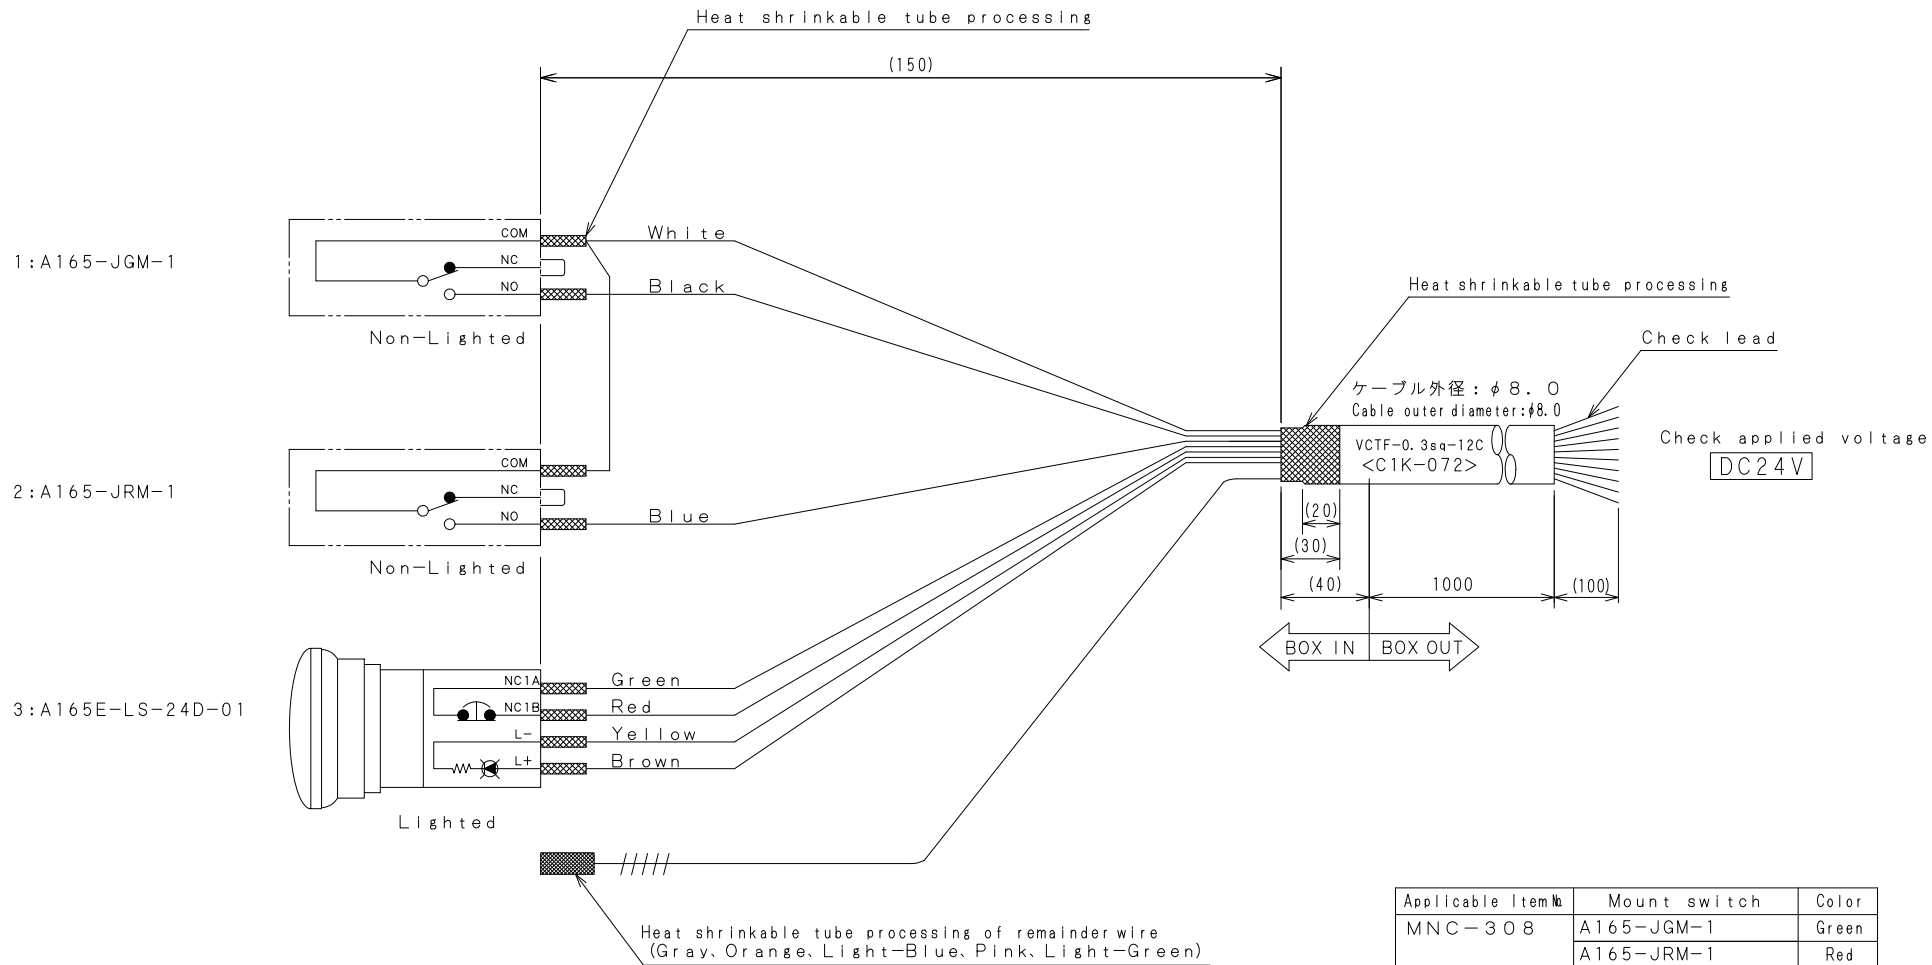 Heat shrinkable tube processing
(150)
1:A165-JGM-1
COM
NC
NO
White
Black
Non-Lighted
2:A165-JRM-1
COM
NC
NO
Blue
Non-Lighted
3:A165E-LS-24D-01
NC1A
NC1B
L-
L+
Green
Red
Yellow
Brown
Lighted
Heat shrinkable tube processing
Check lead
ケーブル外径:φ8.0
Cable outer diameter:φ8.0
VCTF-0.3sq-12C
<C1K-072>
Check applied voltage
DC24V
(20)
(30)
(40)
1000
(100)
BOX IN
BOX OUT
Heat shrinkable tube processing of remainder wire
(Gray、Orange、Light-Blue、Pink、Light-Green)
Applicable Item№ Mount switch Color
MNC-308 A165-JGM-1 Green
A165-JRM-1 Red